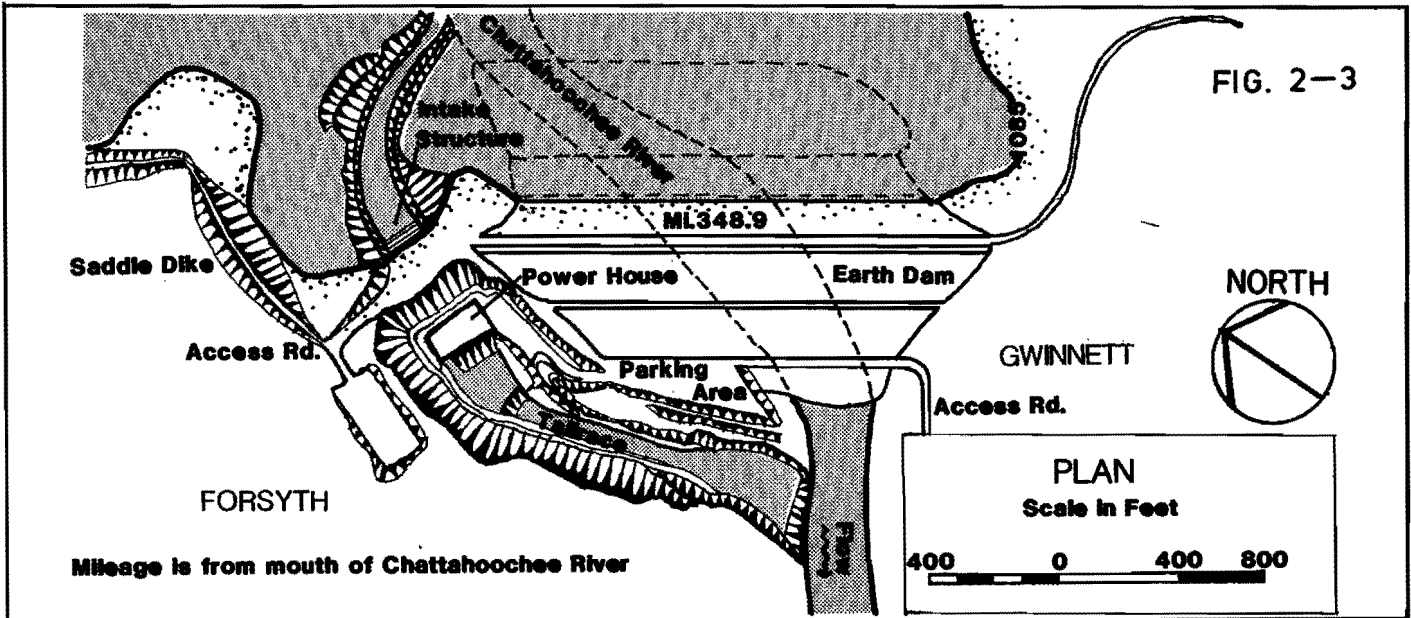 FIG. 2-3
Chattahoochee River
Intake
Structure
MI.348.9
Saddle Dike
Power House
Earth Dam
NORTH
Access Rd.
GWINNETT
Parking
Area
Access Rd.
PLAN
Scale in Feet
400 0 400 800
FORSYTH
Flow
Mileage is from mouth of Chattahoochee River